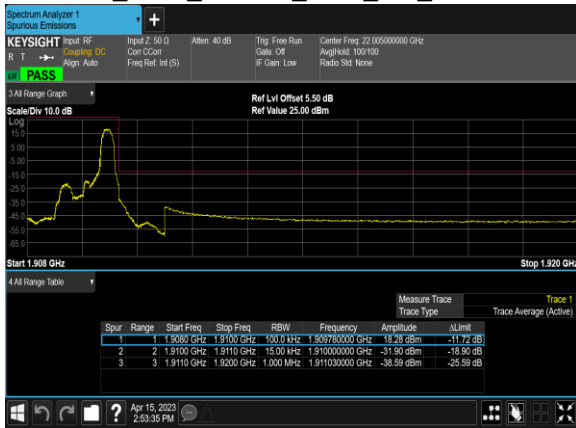 Spectrum Analyzer 1
Spurious Emissions
KEYSIGHT Input: RF Input Z: 50 Ω Atten: 40 dB Trig: Free Run Center Freq: 22.005000000 GHz
R T Coupling: DC Corr CCorr Gate: Off Avg|Hold: 100/100
Align: Auto Freq Ref: Int (S) IF Gain: Low Radio Std: None
PASS
3 All Range Graph
Ref Lvl Offset 5.50 dB
Scale/Div 10.0 dB Ref Value 25.00 dBm
Log
15.0
5.00
-5.00
-15.0
-25.0
-35.0
-45.0
-55.0
-65.0
Start 1.908 GHz Stop 1.920 GHz
4 All Range Table
Measure Trace Trace 1
Trace Type Trace Average (Active)
Spur Range Start Freq Stop Freq RBW Frequency Amplitude ΔLimit
1 1 1.9080 GHz 1.9100 GHz 100.0 kHz 1.909780000 GHz 18.28 dBm -11.72 dB
2 2 1.9100 GHz 1.9110 GHz 15.00 kHz 1.910000000 GHz -31.90 dBm -18.90 dB
3 3 1.9110 GHz 1.9200 GHz 1.000 MHz 1.911030000 GHz -38.59 dBm -25.59 dB
Apr 15, 2023
2:53:35 PM